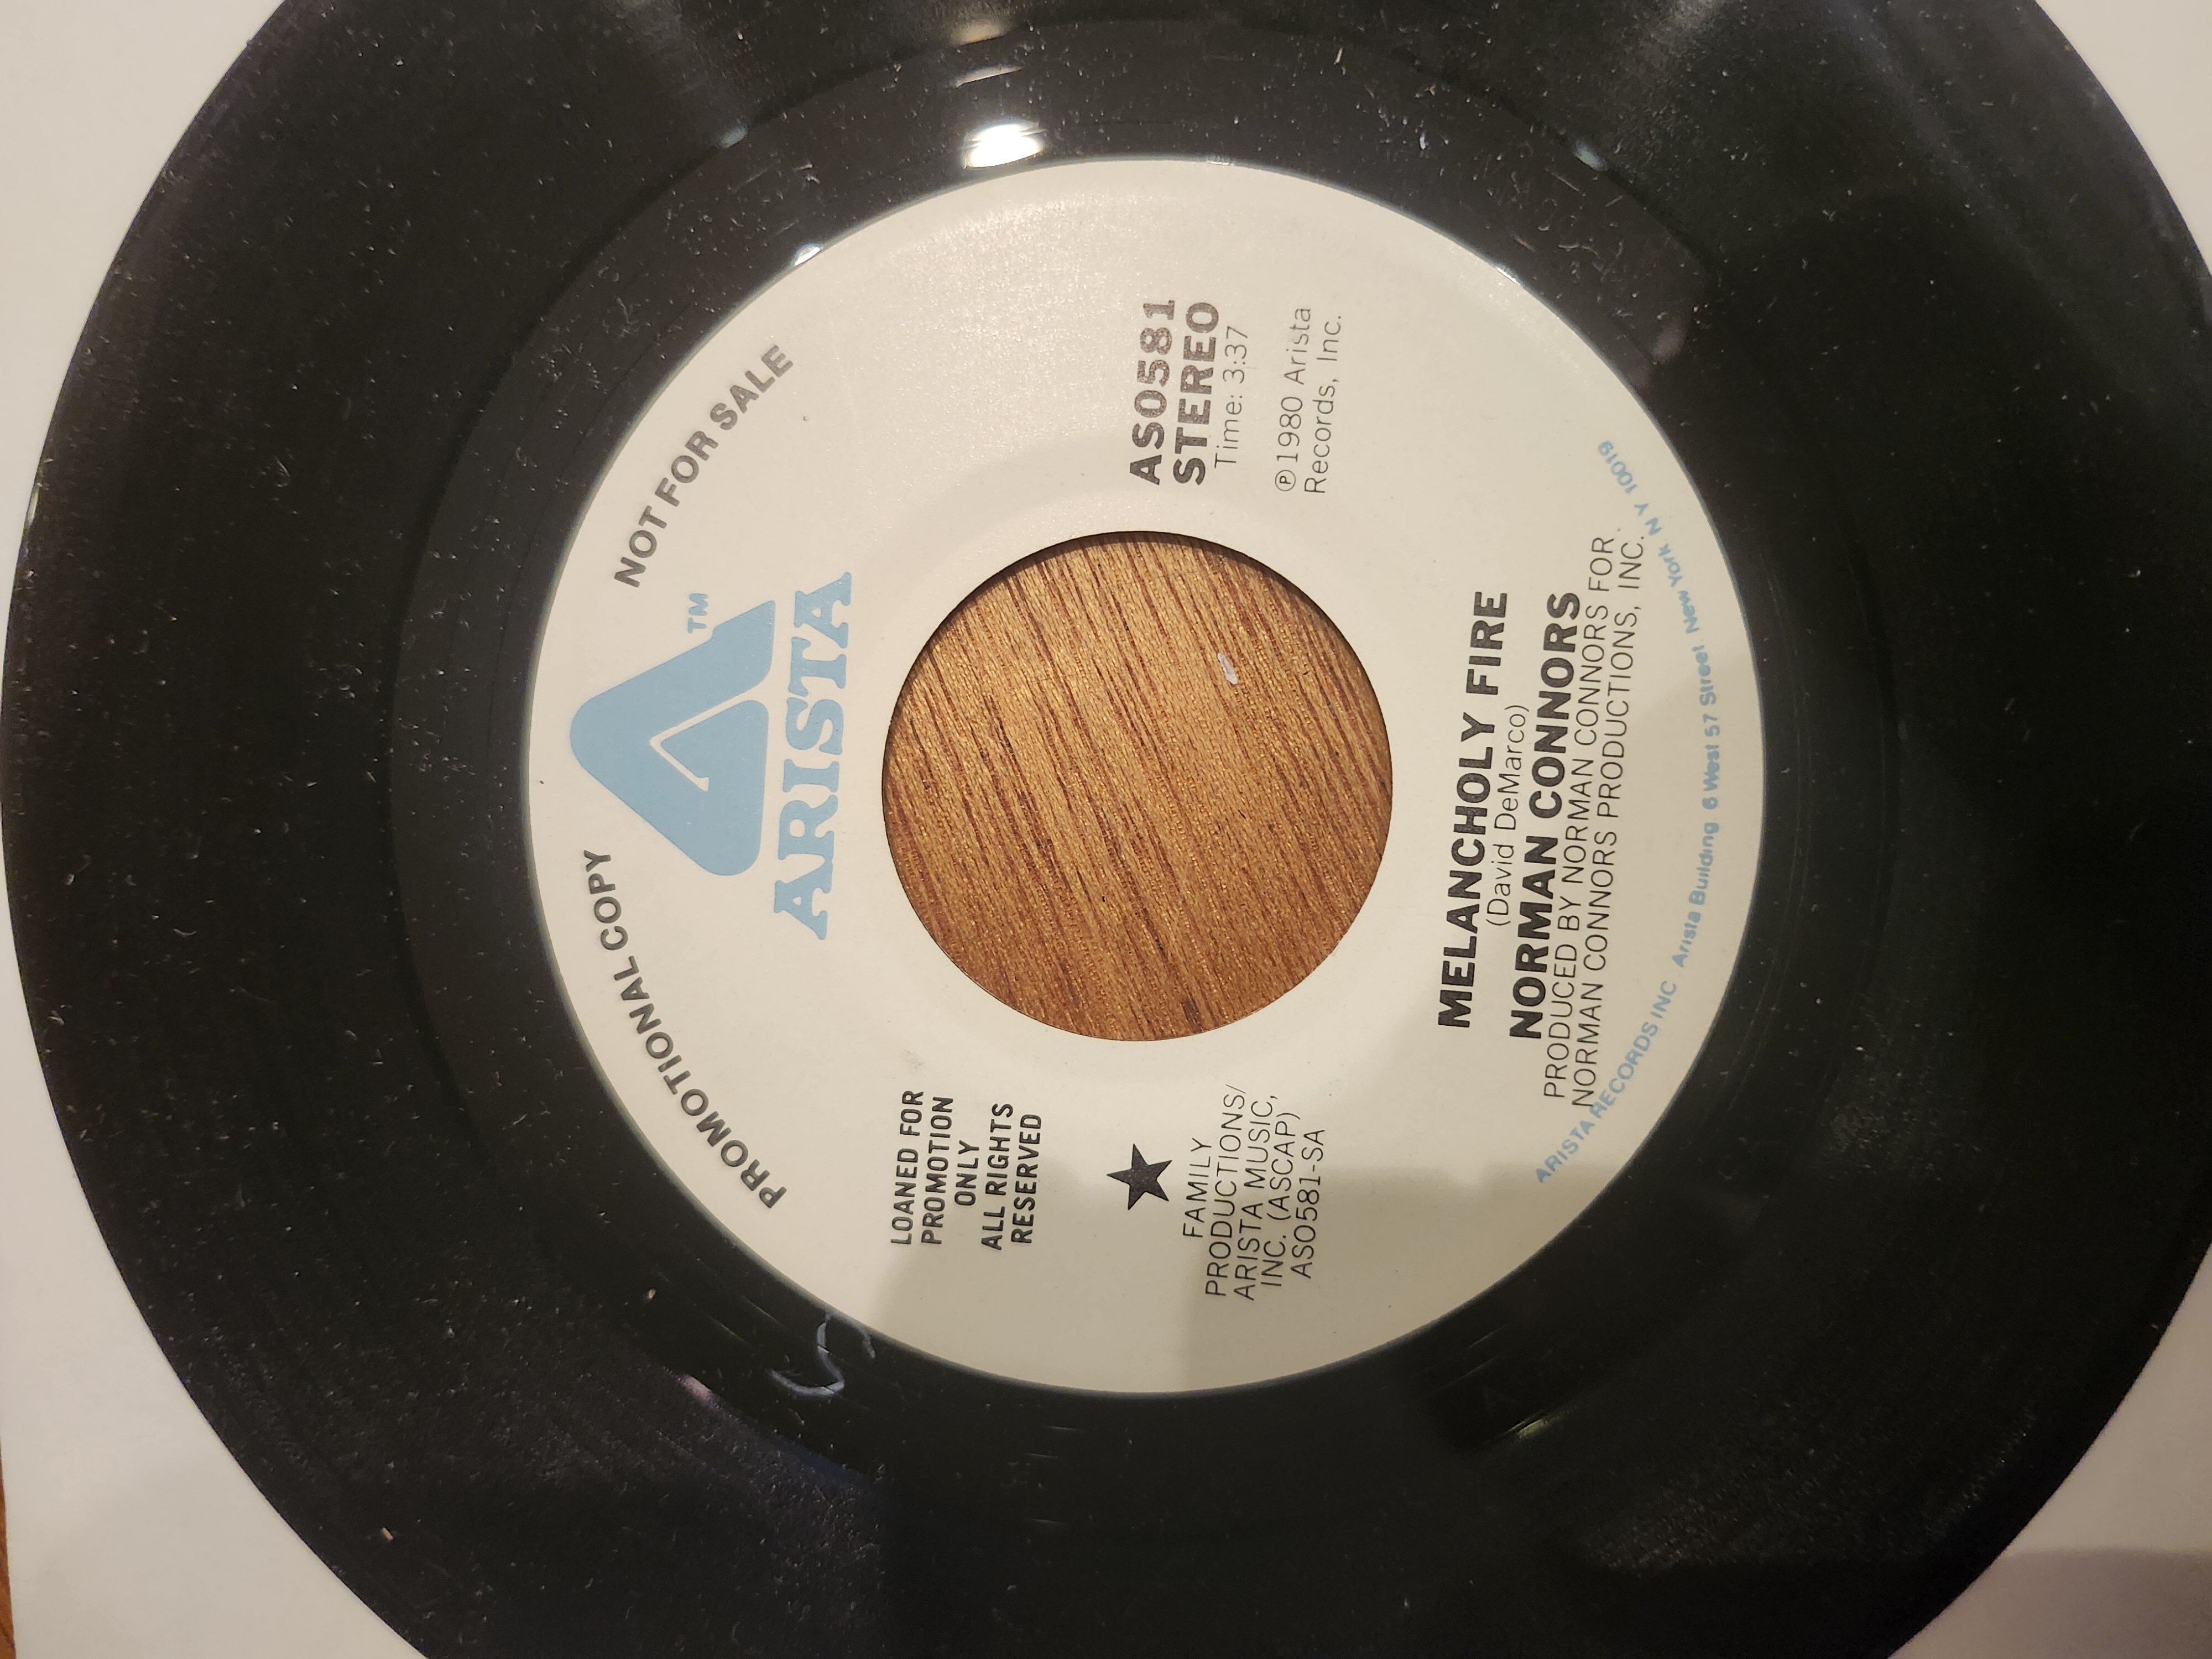 PROMOTIONAL COPY
NOT FOR SALE
TM
ARISTA
LOANED FOR
PROMOTION
ONLY
ALL RIGHTS
RESERVED
FAMILY
PRODUCTIONS/
ARISTA MUSIC,
INC. (ASCAP)
ASO581-SA
ASO581
STEREO
Time: 3:37
℗1980 Arista
Records, Inc.
MELANCHOLY FIRE
(David DeMarco)
NORMAN CONNORS
PRODUCED BY NORMAN CONNORS FOR
NORMAN CONNORS PRODUCTIONS, INC.
ARISTA RECORDS INC Arista Building 6 West 57 Street New York N Y 10019